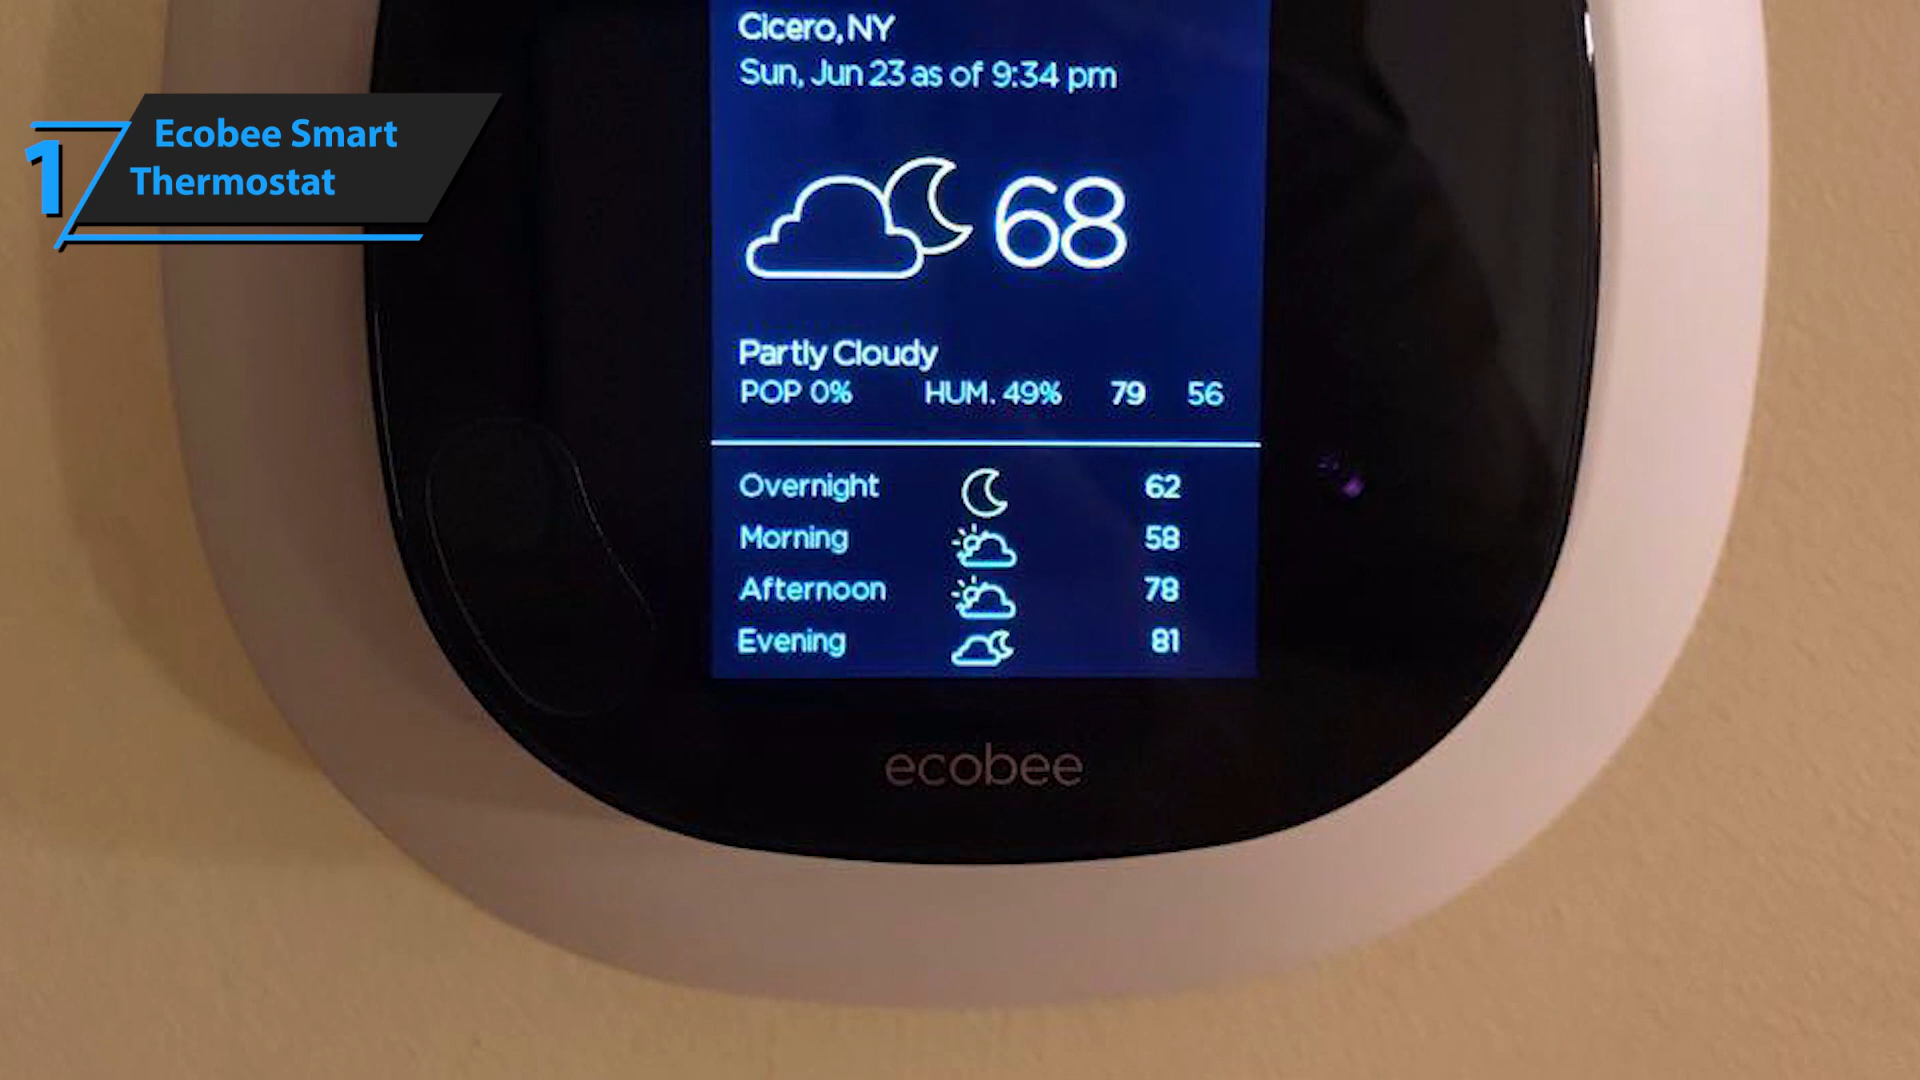 1
Ecobee Smart
Thermostat
Cicero, NY
Sun, Jun 23 as of 9:34 pm
68
Partly Cloudy
POP 0% HUM. 49% 79 56
Overnight 62
Morning 58
Afternoon 78
Evening 81
ecobee